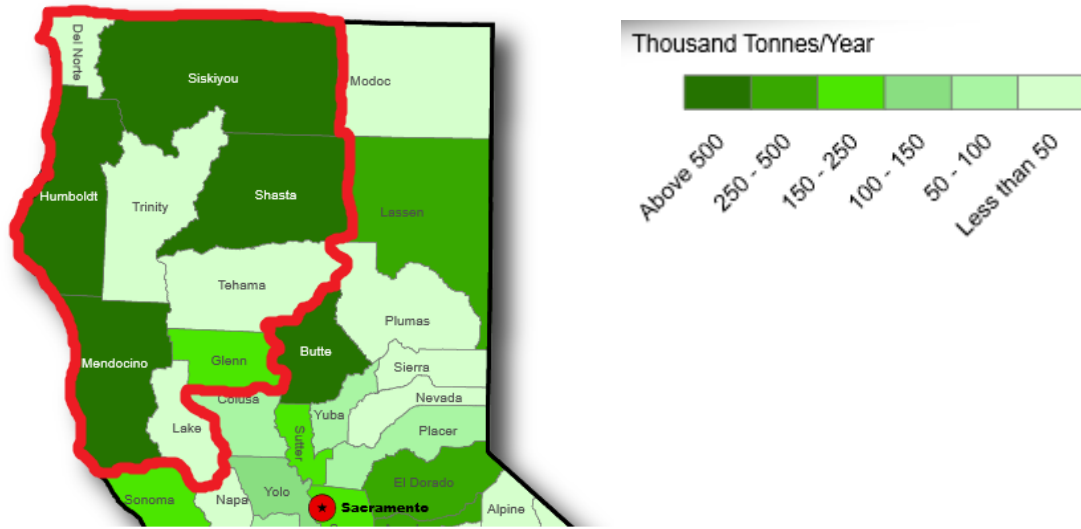 Del Norte
Siskiyou
Modoc
Humboldt
Trinity
Shasta
Lassen
Tehama
Plumas
Mendocino
Glenn
Butte
Sierra
Nevada
Colusa
Yuba
Lake
Sutter
Placer
El Dorado
Sonoma
Napa
Yolo
Sacramento
Alpine
Thousand Tonnes/Year
Above 500
250 - 500
150 - 250
100 - 150
50 - 100
Less than 50